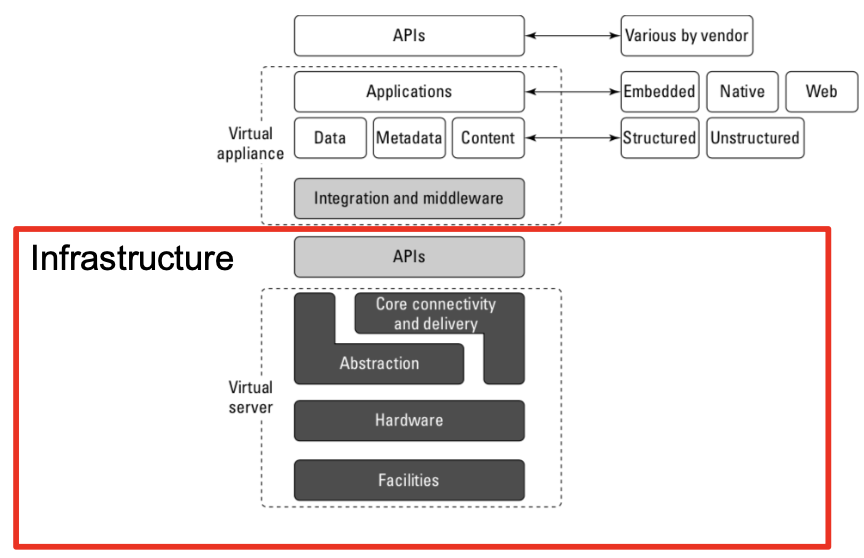 APIs
Various by vendor
Applications
Embedded
Native
Web
Virtual
appliance
Data
Metadata
Content
Structured
Unstructured
Integration and middleware
Infrastructure
APIs
Core connectivity
and delivery
Abstraction
Virtual
server
Hardware
Facilities